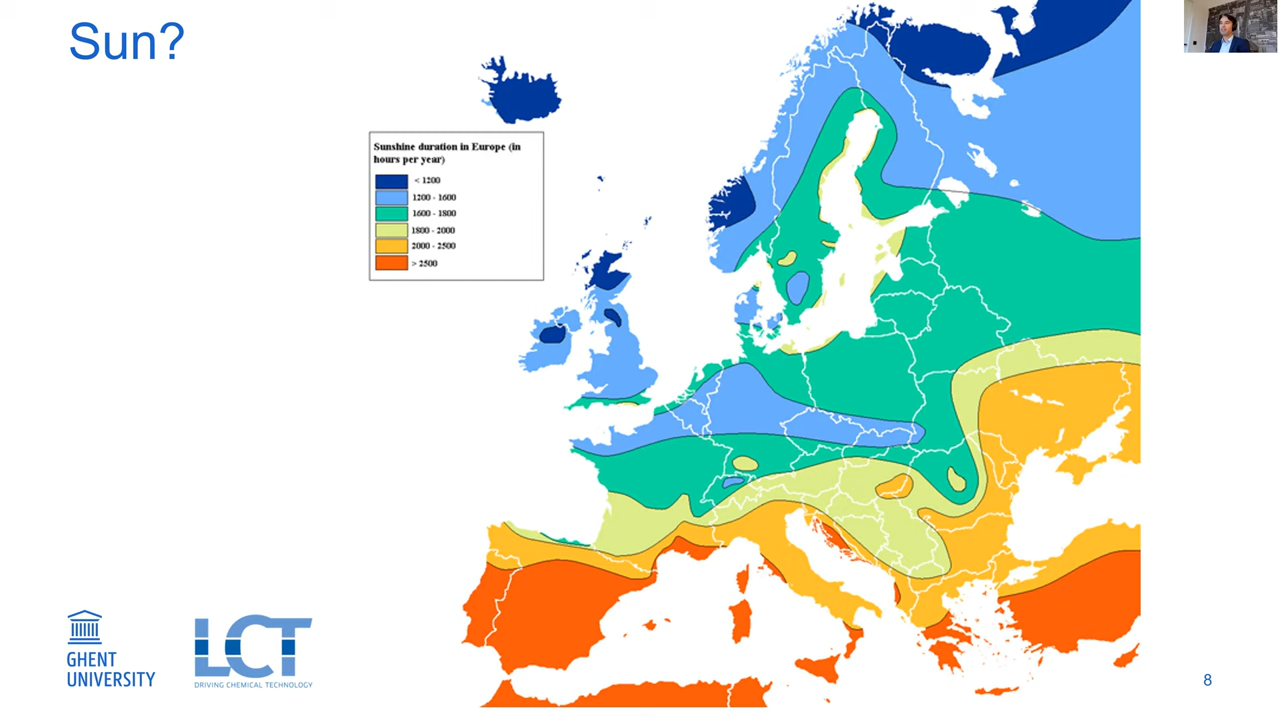 Sun?
Sunshine duration in Europe (in
hours per year)
< 1200
1200 - 1600
1600 - 1800
1800 - 2000
2000 - 2500
> 2500
GHENT
UNIVERSITY
LCT
DRIVING CHEMICAL TECHNOLOGY
8